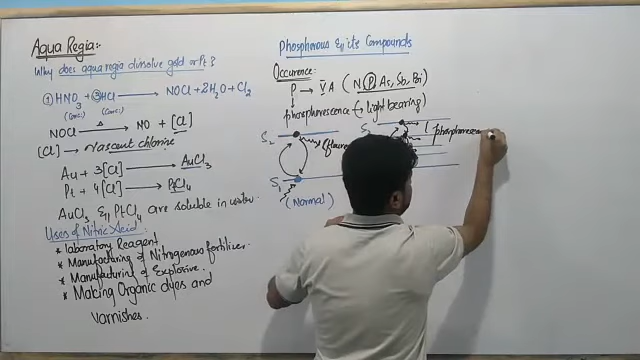 Aqua Regia:-
Why does aqua regia dissolve gold or Pt?
① HNO3 + ③HCl → NOCl + 2H2O + Cl2
(Conc.) (Conc.)
NOCl →△ NO + [Cl]
[Cl] → nascent chlorine
Au + 3[Cl] → AuCl3
Pt + 4[Cl] → PtCl4
AuCl3 & PtCl4 are soluble in water.
Uses of Nitric Acid:
* laboratory Reagent
* Manufacturing of Nitrogenous fertilizer.
* Manufacturing of Explosive.
* Making Organic dyes and
Varnishes.
Phosphorous & its Compounds
Occurence:
P → V A (N P As, Sb, Bi)
phosphorescence → (light bearing)
S2
S1
(Normal)
phosphorescen